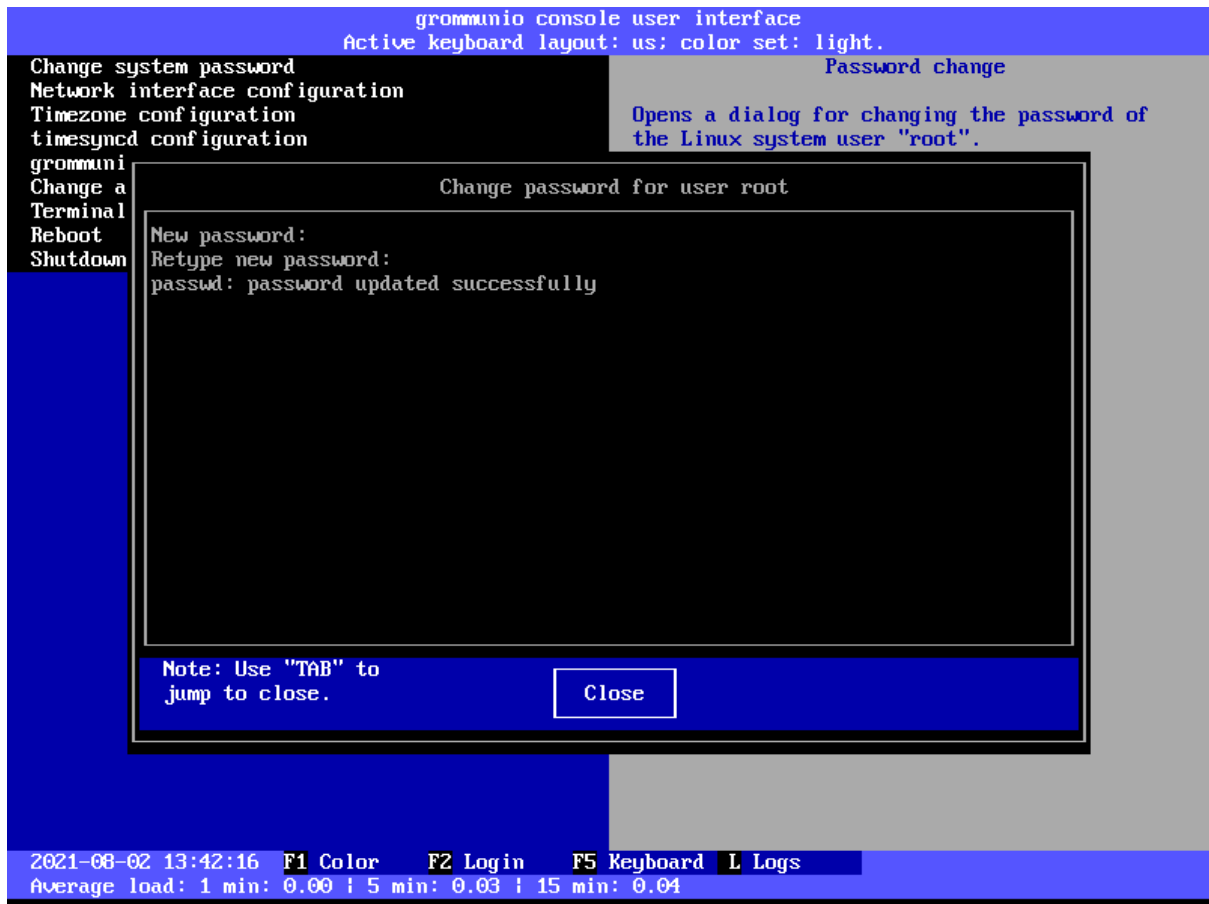 grommunio console user interface
Active keyboard layout: us; color set: light.
Change system password
Network interface configuration
Timezone configuration
timesyncd configuration
grommuni
Change a
Terminal
Reboot
Shutdown
Password change
Opens a dialog for changing the password of
the Linux system user "root".
Change password for user root
New password:
Retype new password:
passwd: password updated successfully
Note: Use "TAB" to
jump to close.
Close
2021-08-02 13:42:16 F1 Color F2 Login F5 Keyboard L Logs
Average load: 1 min: 0.00 ¦ 5 min: 0.03 ¦ 15 min: 0.04